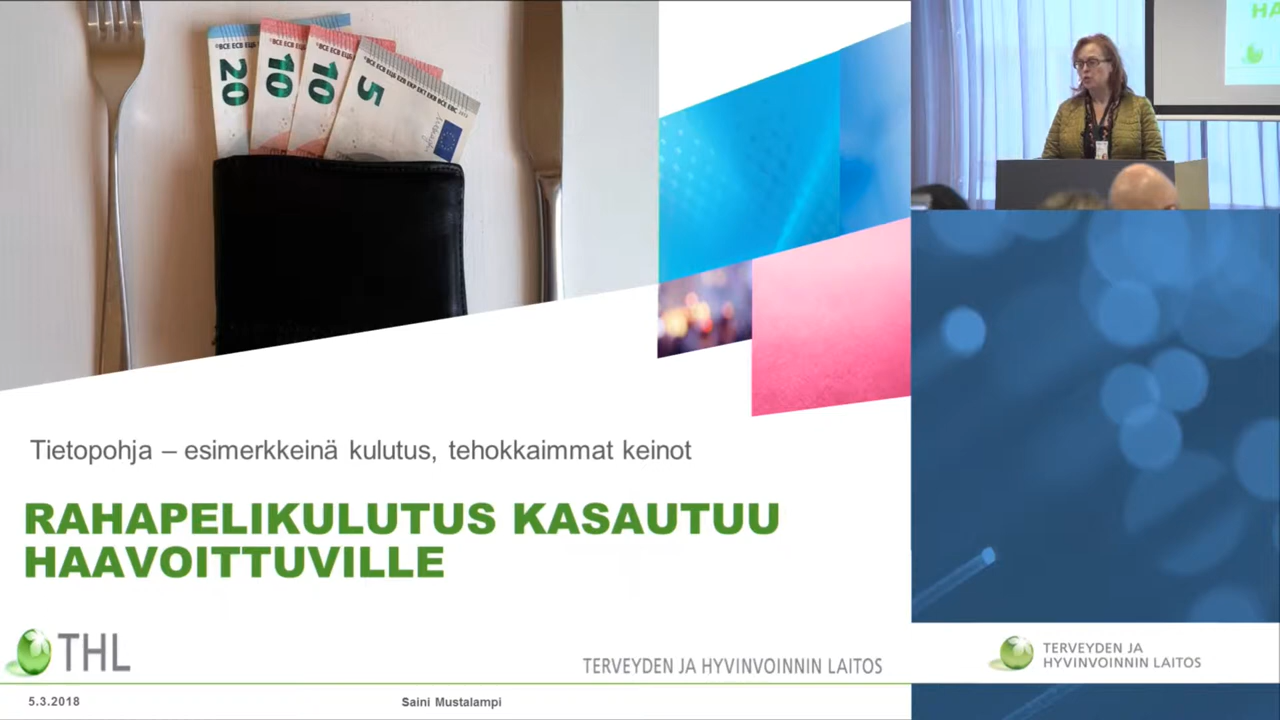 20
10
10
5
HA
Tietopohja – esimerkkeinä kulutus, tehokkaimmat keinot
RAHAPELIKULUTUS KASAUTUU
HAAVOITTUVILLE
THL
TERVEYDEN JA HYVINVOINNIN LAITOS
TERVEYDEN JA
HYVINVOINNIN LAITOS
5.3.2018
Saini Mustalampi